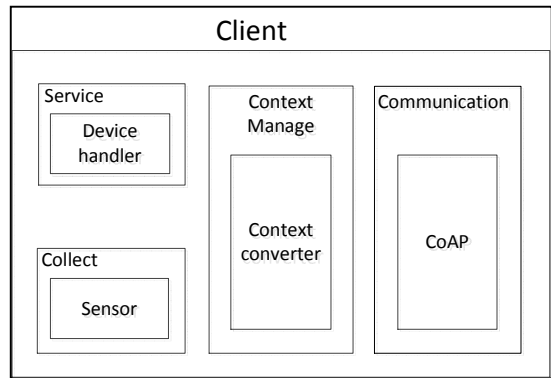 Client
Service
Device
handler
Collect
Sensor
Context
Manage
Context
converter
Communication
CoAP